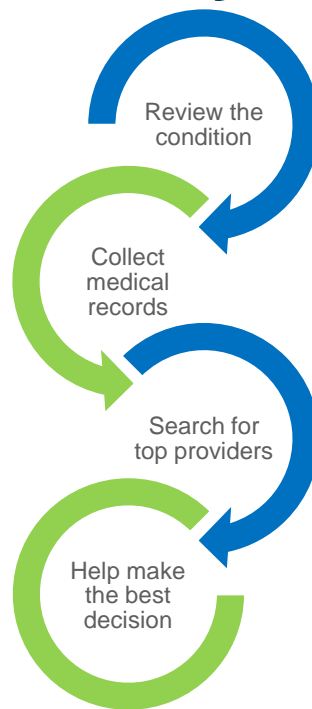 Review the
condition
Collect
medical
records
Search for
top providers
Help make
the best
decision